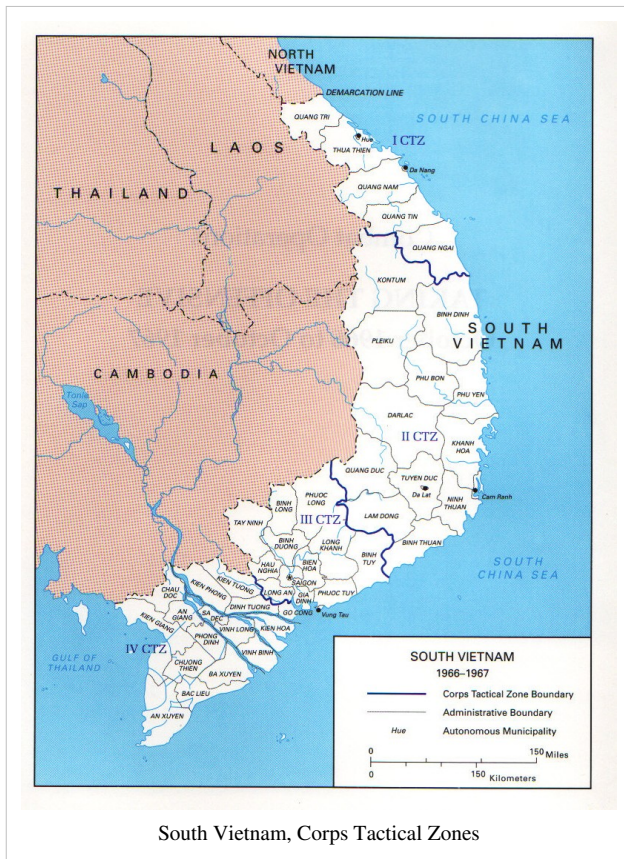 NORTH
VIETNAM
DEMARCATION LINE
SOUTH CHINA SEA
QUANG TRI
Hue
I CTZ
THUA THIEN
LAOS
Da Nang
THAILAND
QUANG NAM
QUANG TIN
QUANG NGAI
KONTUM
BINH DINH
SOUTH
VIETNAM
PLEIKU
CAMBODIA
PHU BON
PHU YEN
Tonle
Sap
DARLAC
II CTZ
KHANH
HOA
QUANG DUC
TUYEN DUC
Da Lat
Cam Ranh
NINH
THUAN
PHUOC
LONG
BINH
LONG
III CTZ
LAM DONG
TAY NINH
BINH
DUONG
LONG
KHANH
BINH THUAN
BINH
TUY
HAU
NGHIA
BIEN
HOA
SOUTH
CHINA SEA
SAIGON
KIEN TUONG
KIEN PHONG
LONG AN
GIA
DINH
PHUOC TUY
CHAU
DOC
DINH TUONG
GO CONG
Vung Tau
AN
GIANG
SA
DEC
KIEN GIANG
VINH LONG
KIEN HOA
PHONG
DINH
IV CTZ
VINH BINH
GULF OF
THAILAND
CHUONG
THIEN
BA XUYEN
BAC LIEU
AN XUYEN
SOUTH VIETNAM
1966–1967
Corps Tactical Zone Boundary
Administrative Boundary
Hue Autonomous Municipality
0 150 Miles
0 150
Kilometers
South Vietnam, Corps Tactical Zones